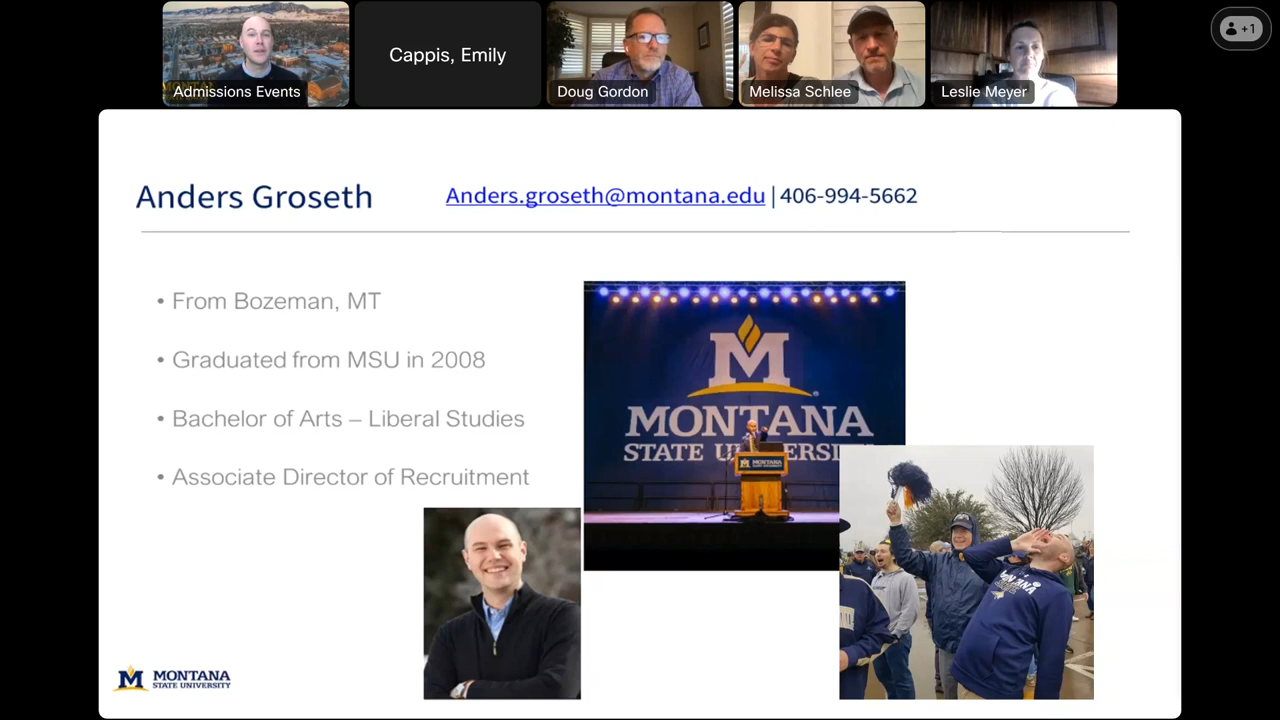 Admissions Events
Cappis, Emily
Doug Gordon
Melissa Schlee
Leslie Meyer
+1
Anders Groseth
Anders.groseth@montana.edu | 406-994-5662
• From Bozeman, MT
• Graduated from MSU in 2008
• Bachelor of Arts – Liberal Studies
• Associate Director of Recruitment
M
MONTANA
STATE UNIVERSI
MONTANA
M MONTANA
STATE UNIVERSITY